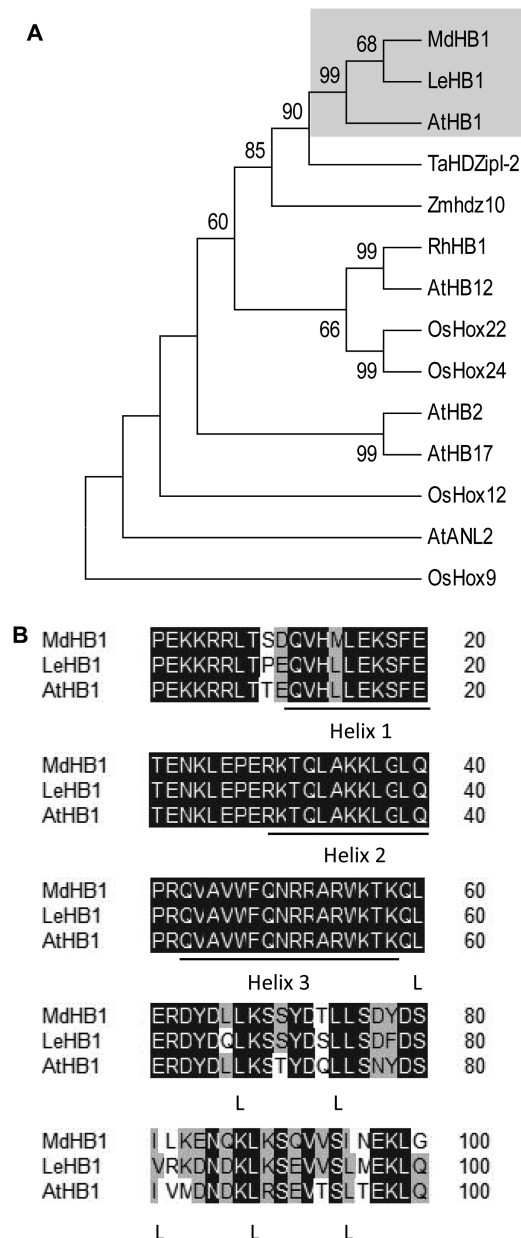 A
68
MdHB1
99
LeHB1
90
AtHB1
85
TaHDZipI-2
Zmhdz10
60
99
RhHB1
AtHB12
66
OsHox22
99
OsHox24
AtHB2
99
AtHB17
OsHox12
AtANL2
OsHox9
B
MdHB1 PEKKRRLTSDQVHMLEKSFE 20
LeHB1 PEKKRRLTPEQVHLLEKSFE 20
AtHB1 PEKKRRLTTEQVHLLEKSFE 20
Helix 1
MdHB1 TENKLEPERKTQLAKKLGLQ 40
LeHB1 TENKLEPERKTQLAKKLGLQ 40
AtHB1 TENKLEPERKTQLAKKLGLQ 40
Helix 2
MdHB1 PRQVAVWFQNRRARWKTKQL 60
LeHB1 PRQVAVWFQNRRARWKTKQL 60
AtHB1 PRQVAVWFQNRRARWKTKQL 60
Helix 3 L
MdHB1 ERDYDLLKSSYDTLLSDYDS 80
LeHB1 ERDYDQLKSSYDSLLSDFDS 80
AtHB1 ERDYDLLKSTYDQLLSNYDS 80
L L
MdHB1 ILKENQKLKSQVVSINEKLG 100
LeHB1 VRKDNDKLKSEVVSLMEKLQ 100
AtHB1 IVMDNDKLRSEVTSLTEKLQ 100
L L L